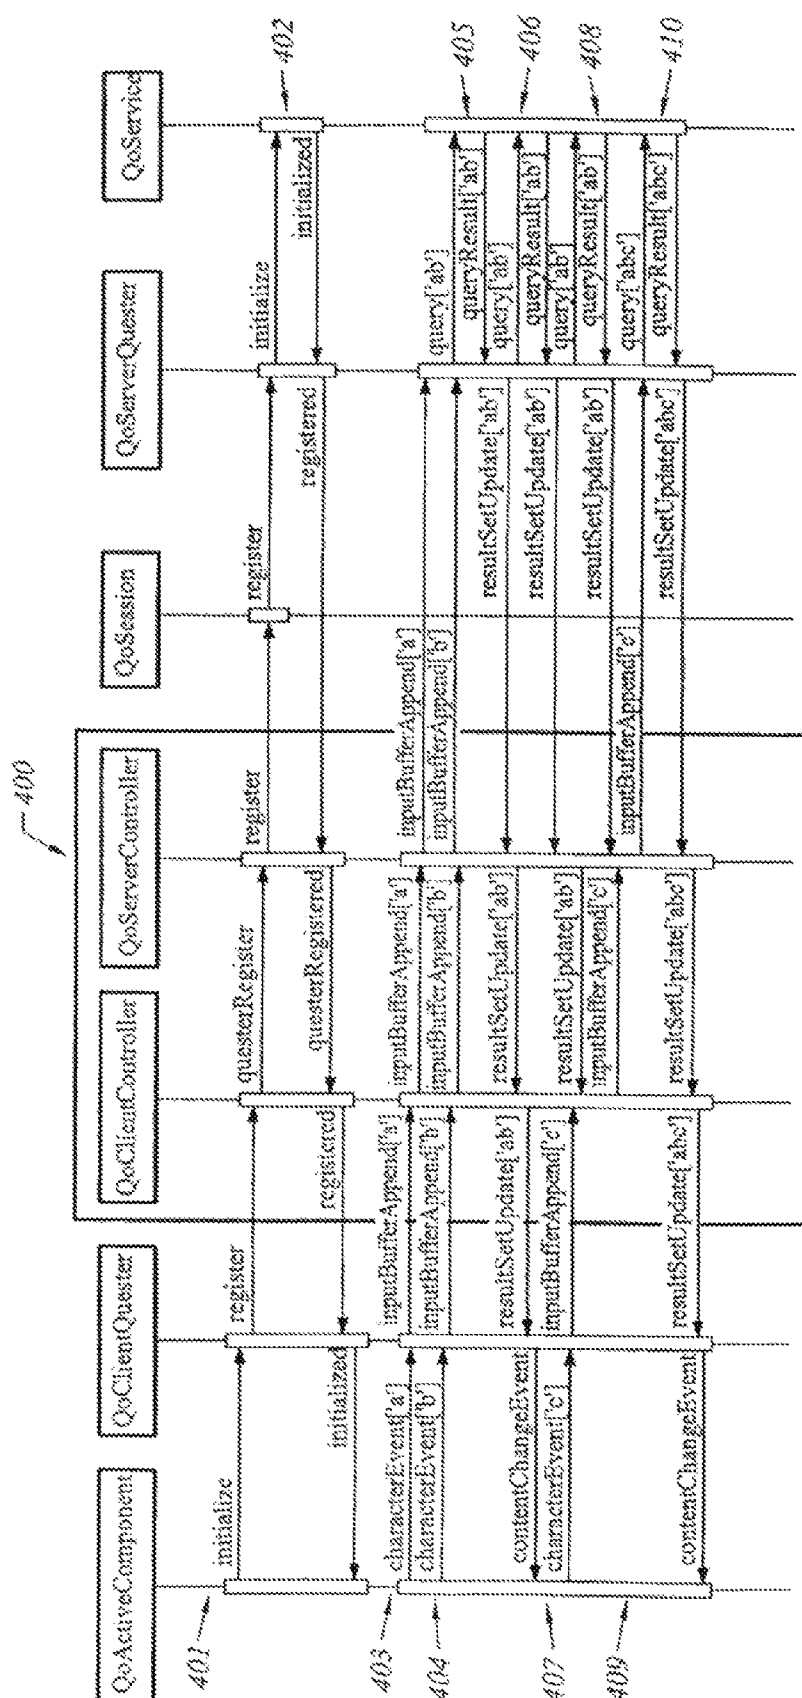 400
QoActiveComponent
QoClientQuester
QoClientController
QoServerController
QoSession
QoServerQuester
QoService
401
402
initialize
register
questerRegister
register
register
initialize
initialized
registered
questerRegistered
registered
initialized
403
characterEvent['a']
inputBufferAppend['a']
inputBufferAppend['a']
inputBufferAppend['a']
404
characterEvent['b']
inputBufferAppend['b']
inputBufferAppend['b']
inputBufferAppend['b']
query['ab']
405
queryResult['ab']
resultSetUpdate['ab']
resultSetUpdate['ab']
resultSetUpdate['ab']
contentChangeEvent
query['ab']
406
queryResult['ab']
resultSetUpdate['ab']
407
characterEvent['c']
inputBufferAppend['c']
resultSetUpdate['ab']
inputBufferAppend['c']
query['ab']
408
queryResult['ab']
resultSetUpdate['ab']
inputBufferAppend['c']
query['abc']
410
queryResult['abc']
resultSetUpdate['abc']
resultSetUpdate['abc']
resultSetUpdate['abc']
contentChangeEvent
409